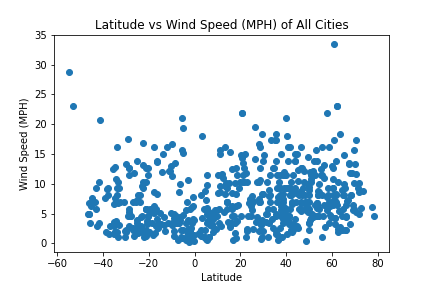 Latitude vs Wind Speed (MPH) of All Cities
35
30
25
20
15
10
5
0
Wind Speed (MPH)
−60 −40 −20 0 20 40 60 80
Latitude